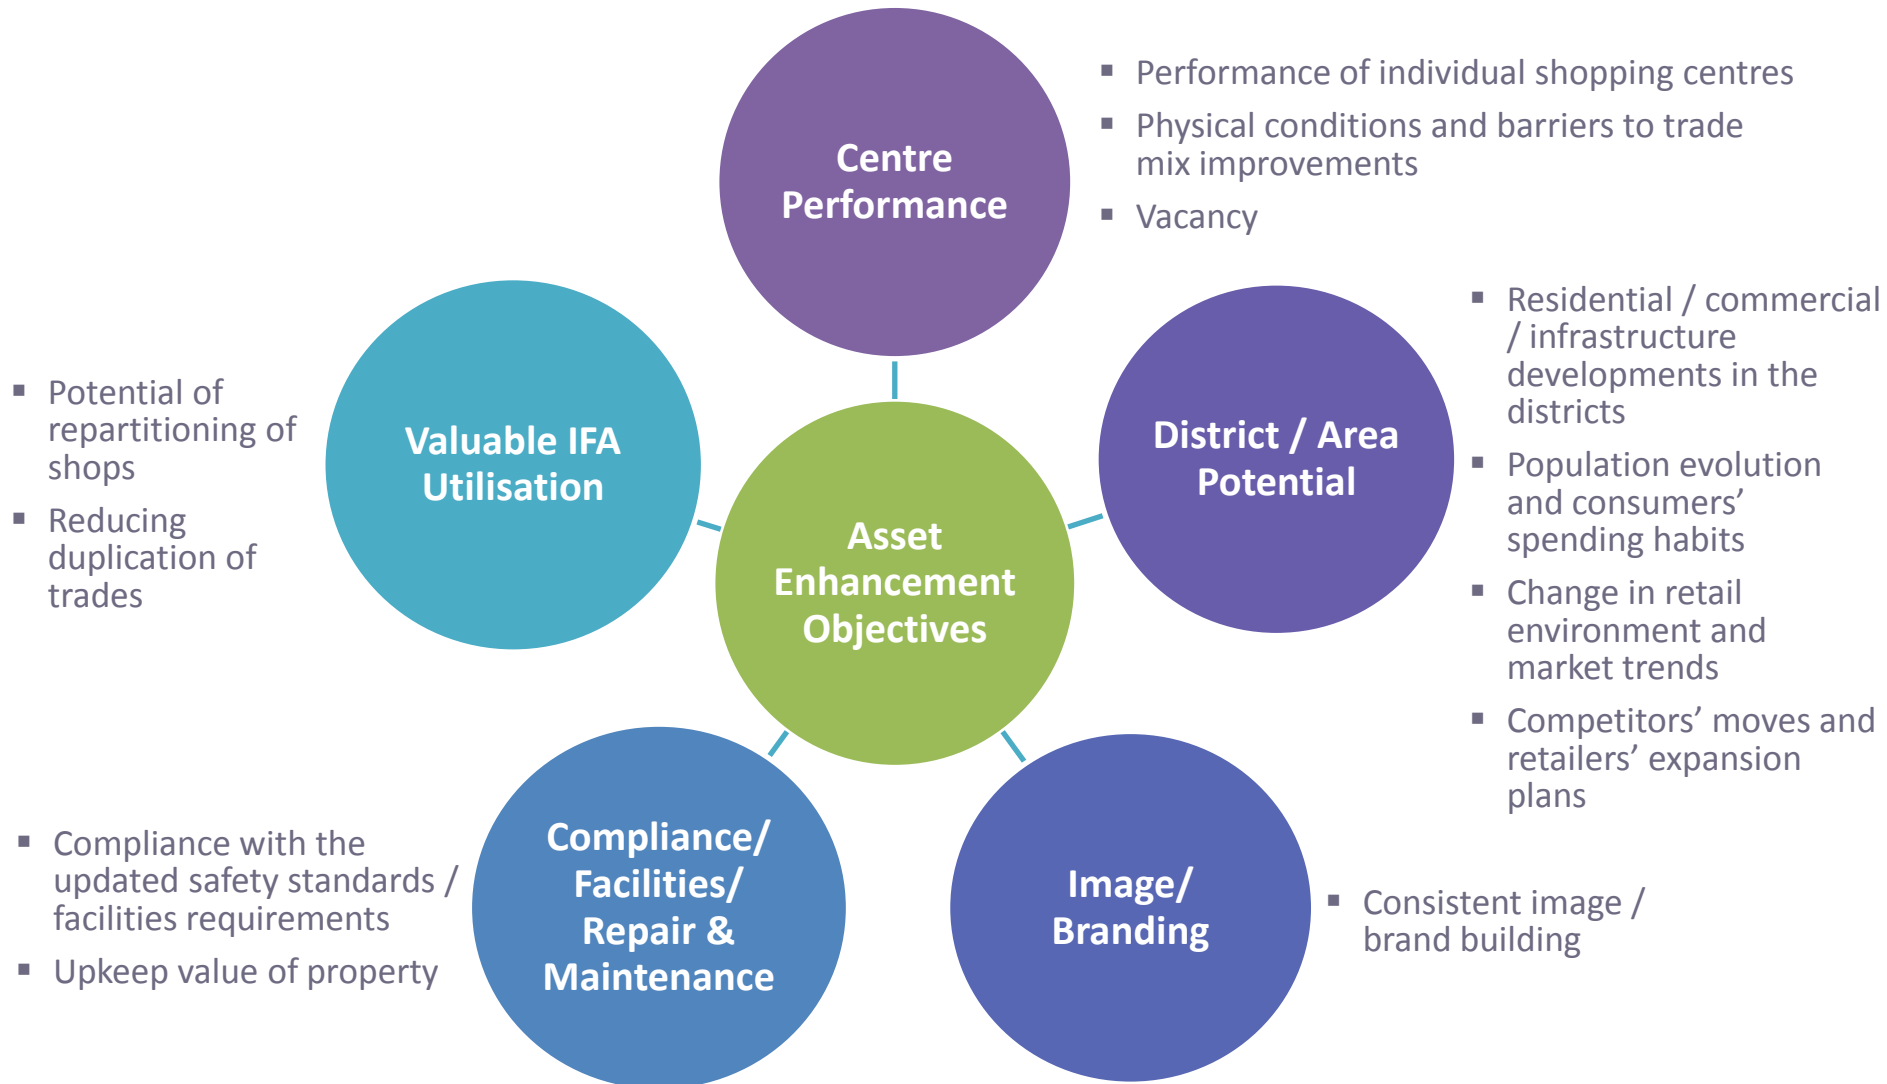 Centre
Performance
▪ Performance of individual shopping centres
▪ Physical conditions and barriers to trade
mix improvements
▪ Vacancy
District / Area
Potential
▪ Residential / commercial
/ infrastructure
developments in the
districts
▪ Population evolution
and consumers’
spending habits
▪ Change in retail
environment and
market trends
▪ Competitors’ moves and
retailers’ expansion
plans
Valuable IFA
Utilisation
▪ Potential of
repartitioning of
shops
▪ Reducing
duplication of
trades
Asset
Enhancement
Objectives
Compliance/
Facilities/
Repair &
Maintenance
▪ Compliance with the
updated safety standards /
facilities requirements
▪ Upkeep value of property
Image/
Branding
▪ Consistent image /
brand building